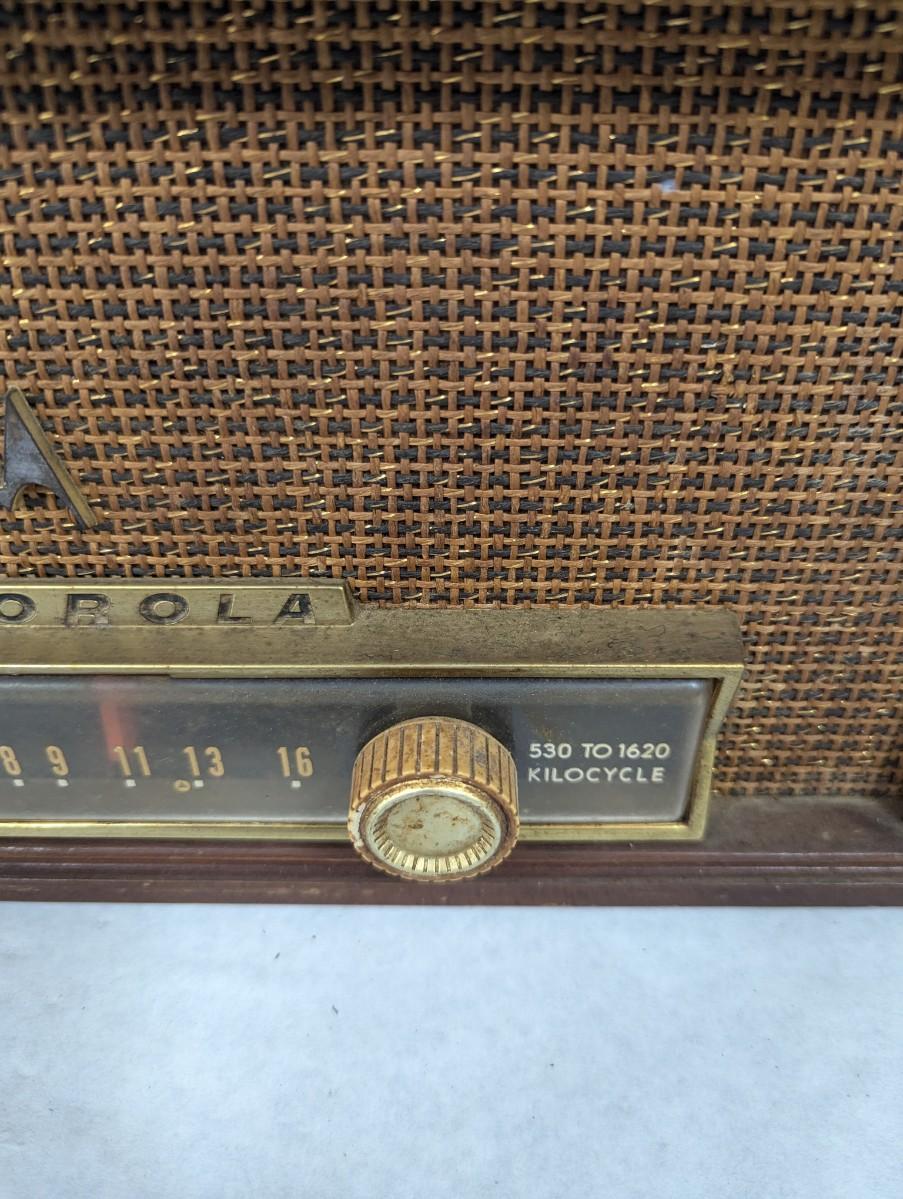 OROLA
8 9 11 13 16
530 TO 1620
KILOCYCLE